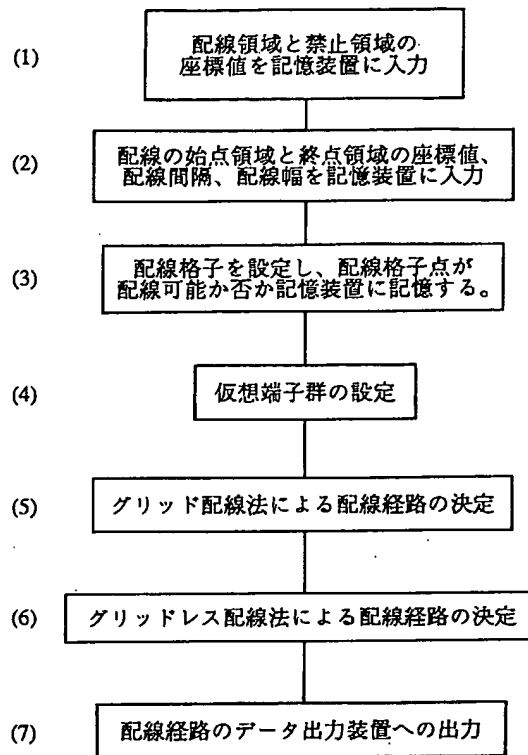 (1)
配線領域と禁止領域の
座標値を記憶装置に入力
(2)
配線の始点領域と終点領域の座標値、
配線間隔、配線幅を記憶装置に入力
(3)
配線格子を設定し、配線格子点が
配線可能か否か記憶装置に記憶する。
(4)
仮想端子群の設定
(5)
グリッド配線法による配線経路の決定
(6)
グリッドレス配線法による配線経路の決定
(7)
配線経路のデータ出力装置への出力